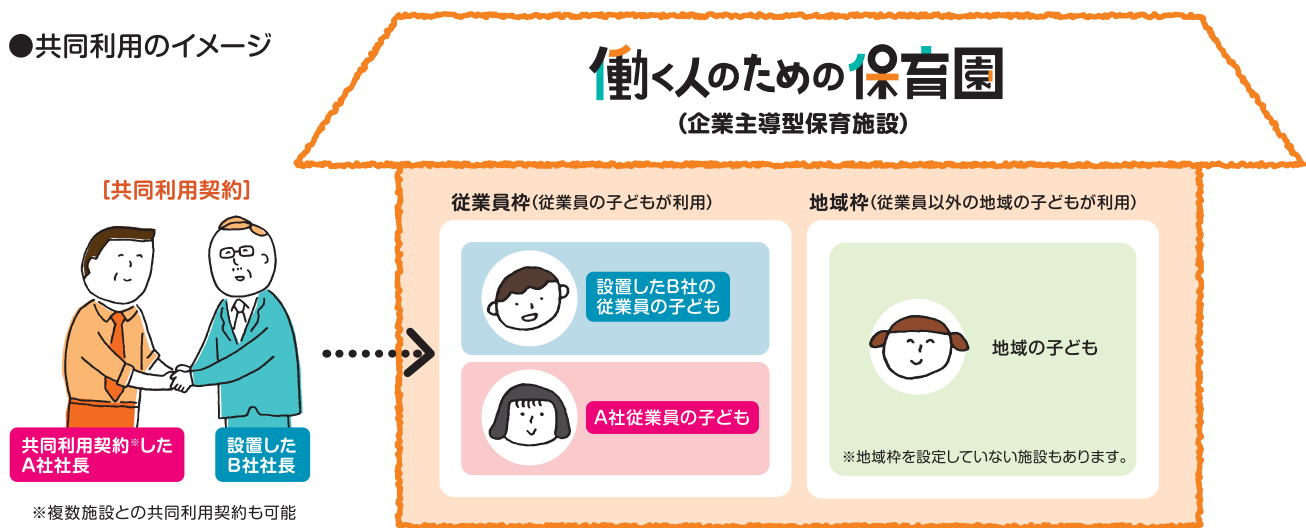 ●共同利用のイメージ
働く人のための保育園
(企業主導型保育施設)
[共同利用契約]
共同利用契約※した
A社社長
設置した
B社社長
※複数施設との共同利用契約も可能
従業員枠(従業員の子どもが利用)
設置したB社の
従業員の子ども
A社従業員の子ども
地域枠(従業員以外の地域の子どもが利用)
地域の子ども
※地域枠を設定していない施設もあります。